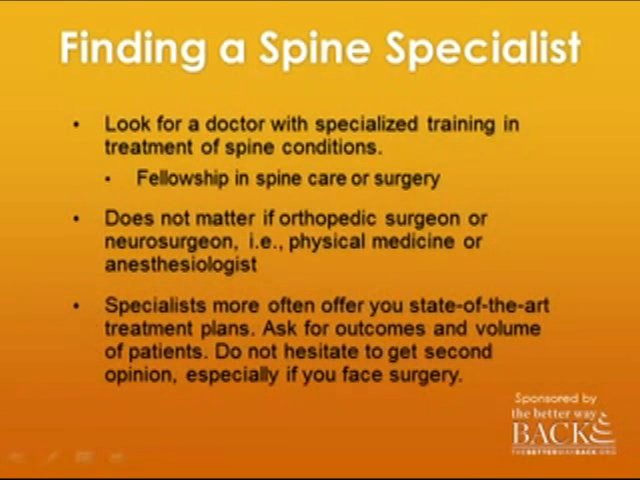 Finding a Spine Specialist
• Look for a doctor with specialized training in
treatment of spine conditions.
• Fellowship in spine care or surgery
• Does not matter if orthopedic surgeon or
neurosurgeon, i.e., physical medicine or
anesthesiologist
• Specialists more often offer you state-of-the-art
treatment plans. Ask for outcomes and volume
of patients. Do not hesitate to get second
opinion, especially if you face surgery.
Sponsored by
the better way
BACK
THEBETTERWAYBACK.ORG